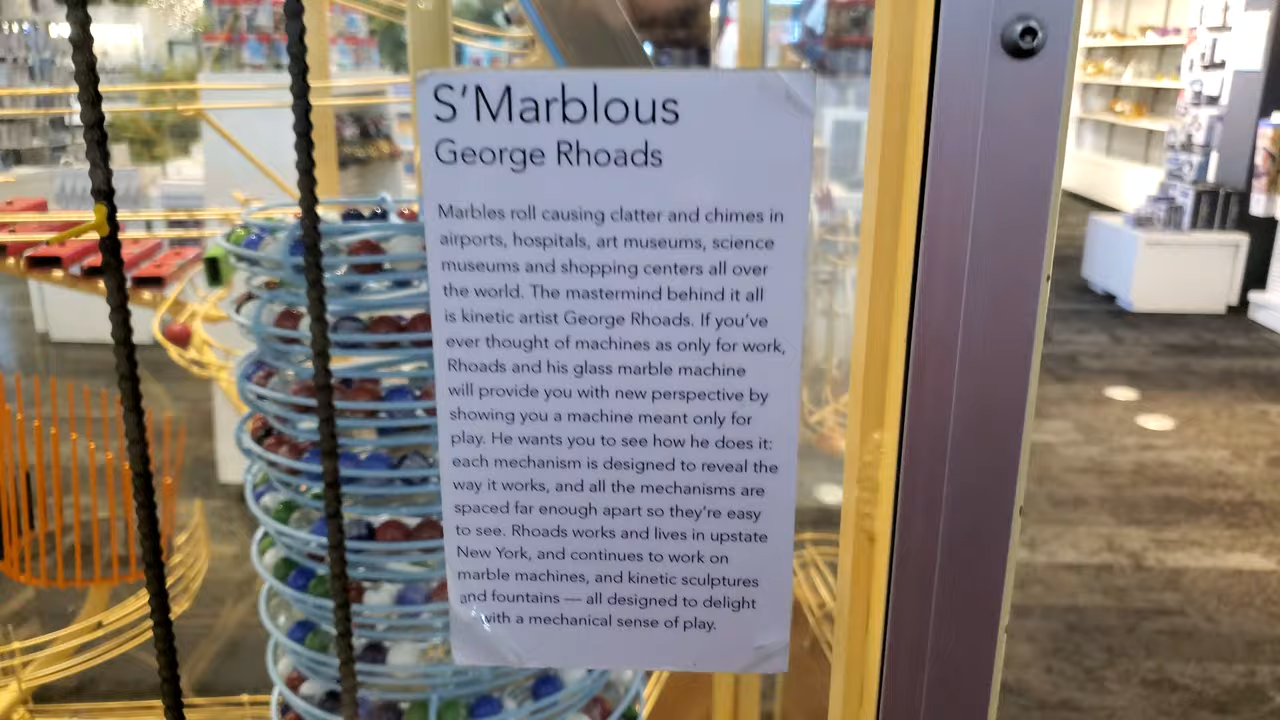 S'Marblous
George Rhoads
Marbles roll causing clatter and chimes in
airports, hospitals, art museums, science
museums and shopping centers all over
the world. The mastermind behind it all
is kinetic artist George Rhoads. If you've
ever thought of machines as only for work,
Rhoads and his glass marble machine
will provide you with new perspective by
showing you a machine meant only for
play. He wants you to see how he does it:
each mechanism is designed to reveal the
way it works, and all the mechanisms are
spaced far enough apart so they're easy
to see. Rhoads works and lives in upstate
New York, and continues to work on
marble machines, and kinetic sculptures
and fountains — all designed to delight
with a mechanical sense of play.